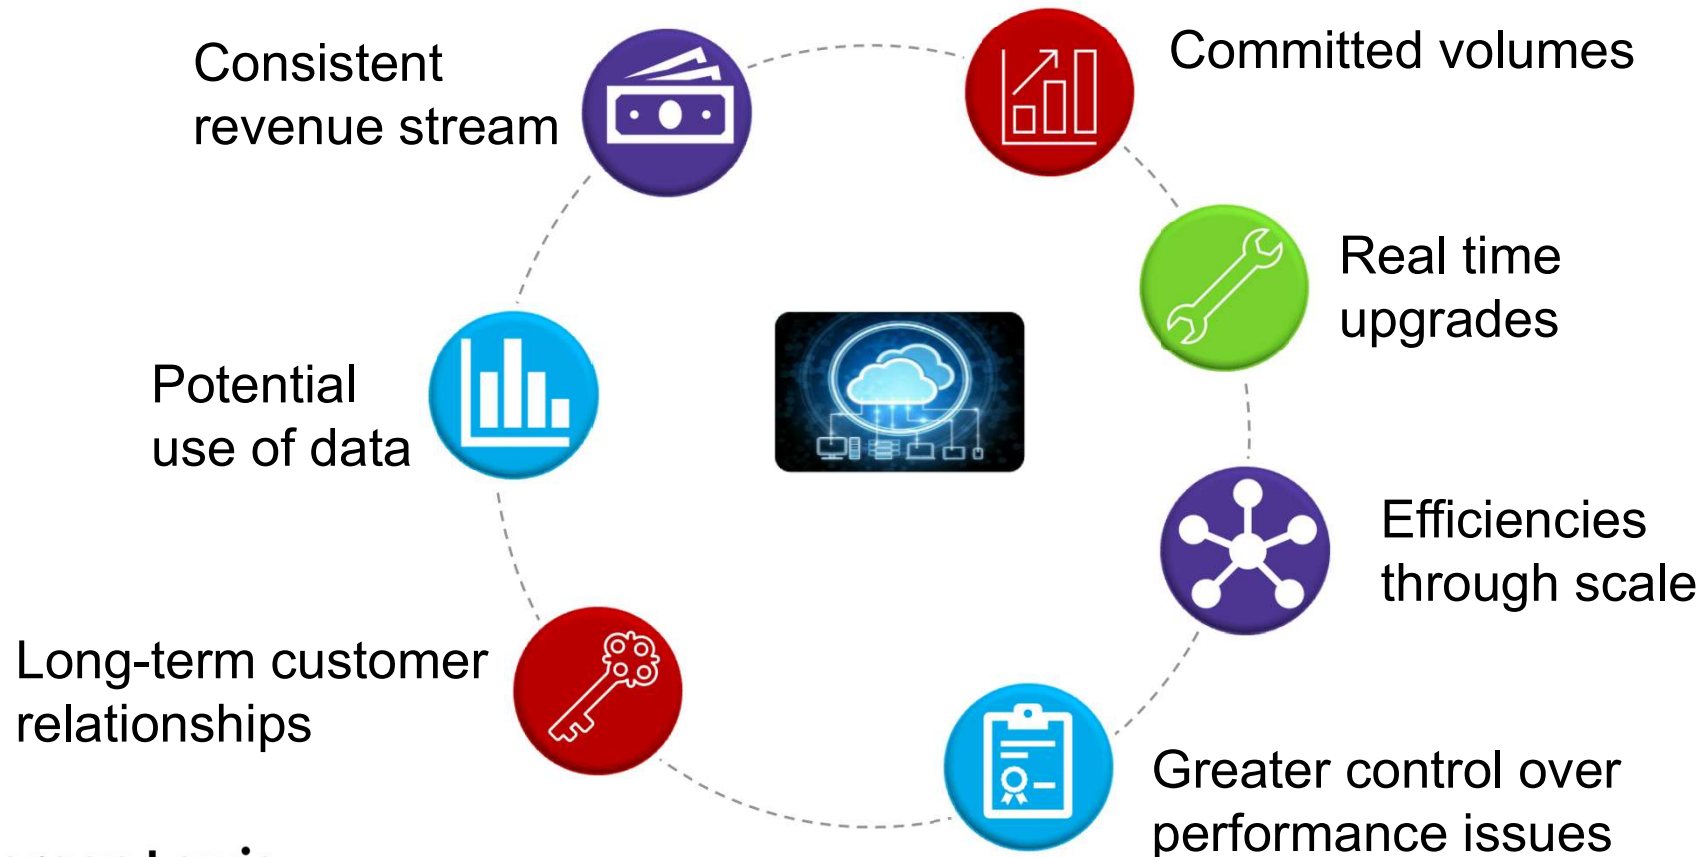 Consistent
revenue stream
Committed volumes
Real time
upgrades
Potential
use of data
Efficiencies
through scale
Long-term customer
relationships
Greater control over
performance issues